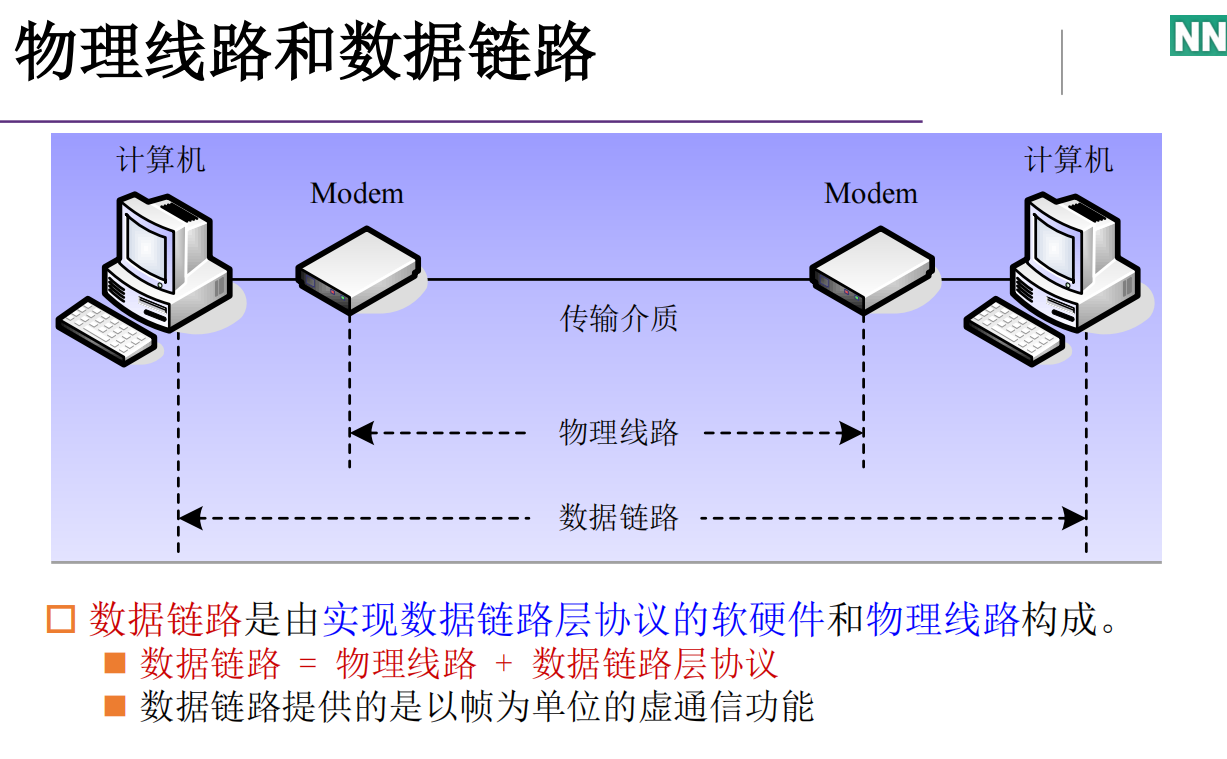 物理线路和数据链路
NN
计算机
计算机
Modem
Modem
传输介质
物理线路
数据链路
数据链路是由实现数据链路层协议的软硬件和物理线路构成。
数据链路 = 物理线路 + 数据链路层协议
数据链路提供的是以帧为单位的虚通信功能